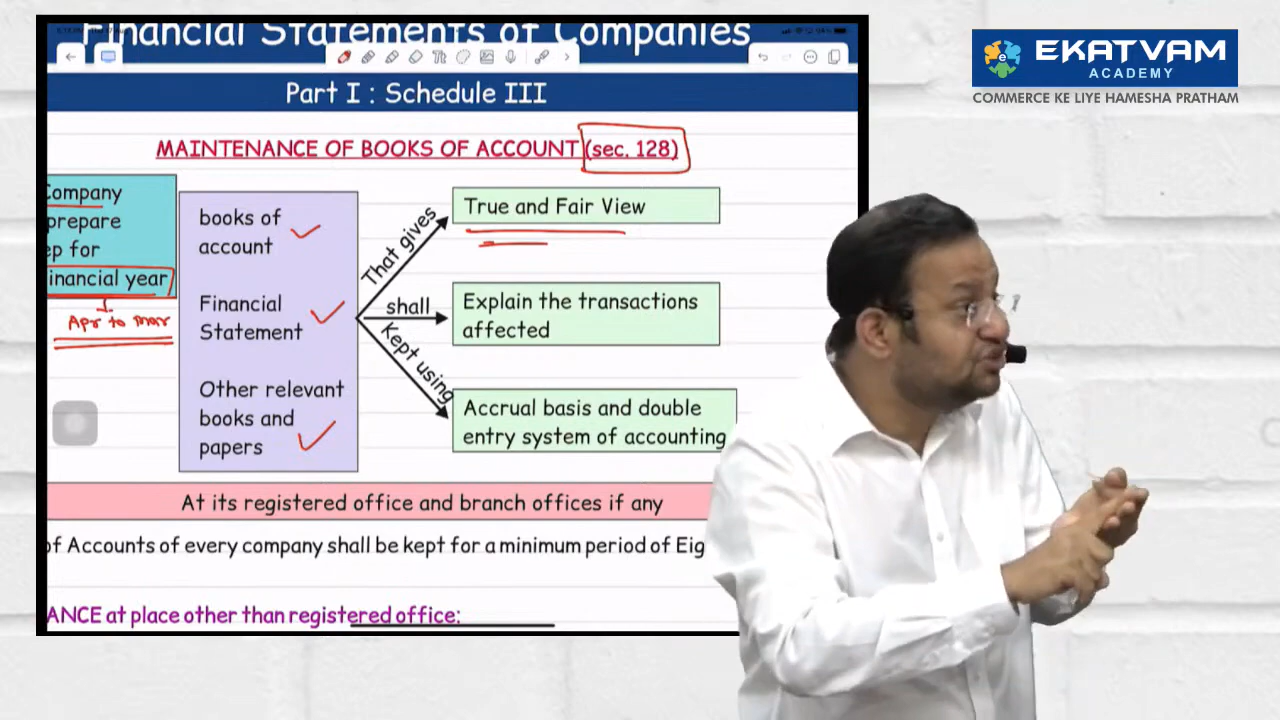 Financial Statements of Companies
Part I : Schedule III
MAINTENANCE OF BOOKS OF ACCOUNT (sec. 128)
Company
prepare
for
financial year
Apr to Mar
books of
account
Financial
Statement
Other relevant
books and
papers
That gives
shall
Kept using
True and Fair View
Explain the transactions
affected
Accrual basis and double
entry system of accounting
At its registered office and branch offices if any
of Accounts of every company shall be kept for a minimum period of Eig
ANCE at place other than registered office:
EKATVAM
ACADEMY
COMMERCE KE LIYE HAMESHA PRATHAM